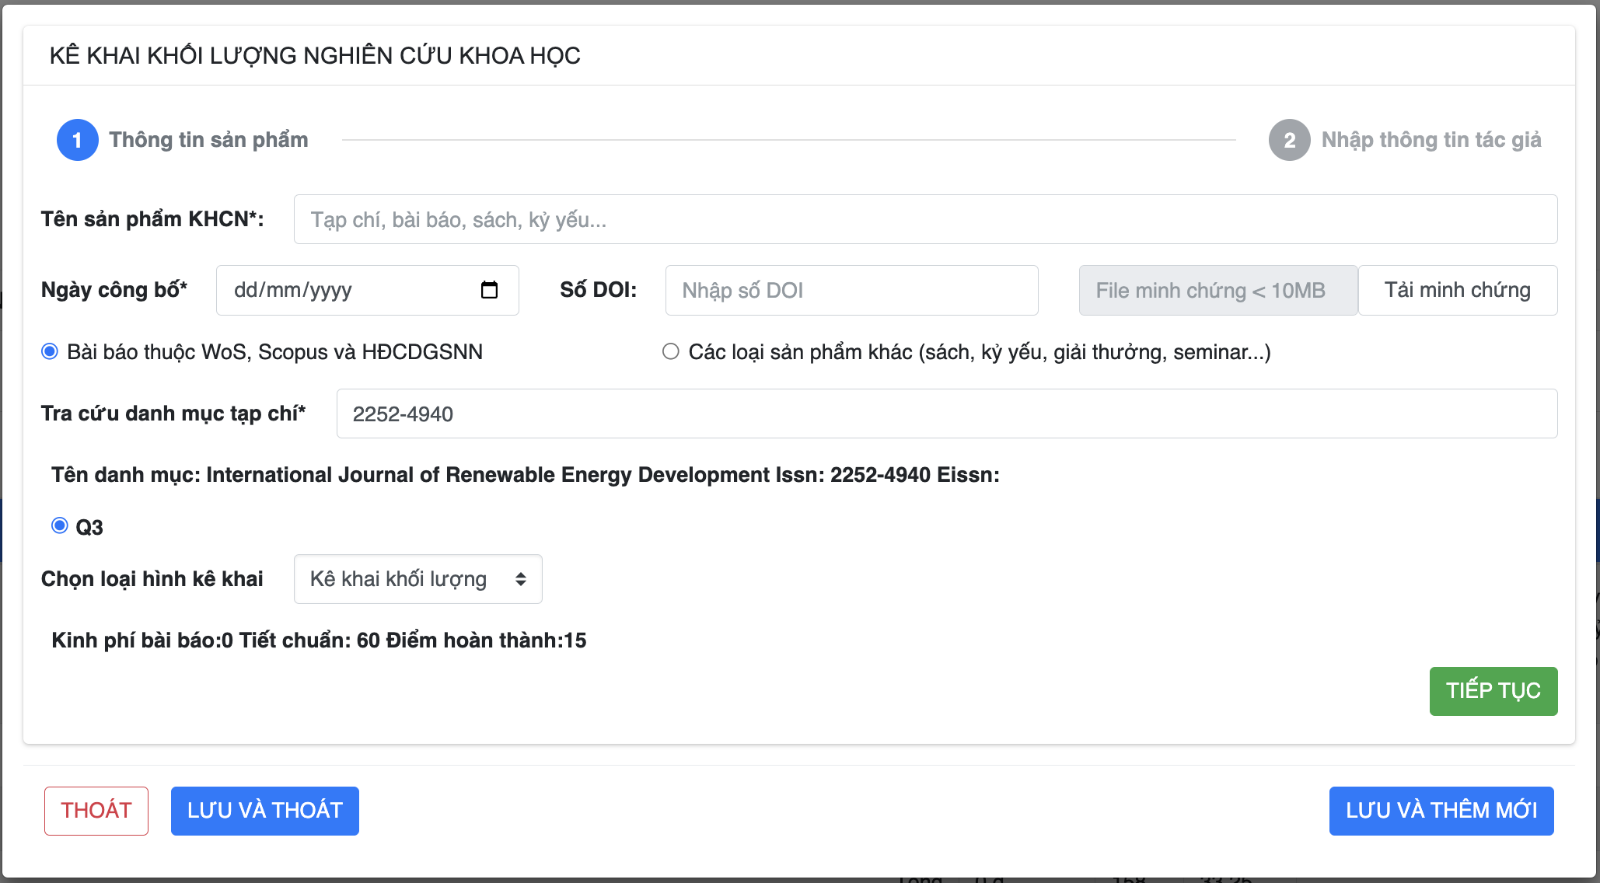 KÊ KHAI KHỐI LƯỢNG NGHIÊN CỨU KHOA HỌC
1 Thông tin sản phẩm 2 Nhập thông tin tác giả
Tên sản phẩm KHCN*: Tạp chí, bài báo, sách, kỷ yếu...
Ngày công bố* dd/mm/yyyy Số DOI: Nhập số DOI File minh chứng < 10MB Tải minh chứng
Bài báo thuộc WoS, Scopus và HĐCDGSNN Các loại sản phẩm khác (sách, kỷ yếu, giải thưởng, seminar...)
Tra cứu danh mục tạp chí* 2252-4940
Tên danh mục: International Journal of Renewable Energy Development Issn: 2252-4940 Eissn:
Q3
Chọn loại hình kê khai Kê khai khối lượng
Kinh phí bài báo:0 Tiết chuẩn: 60 Điểm hoàn thành:15
TIẾP TỤC
THOÁT LƯU VÀ THOÁT LƯU VÀ THÊM MỚI